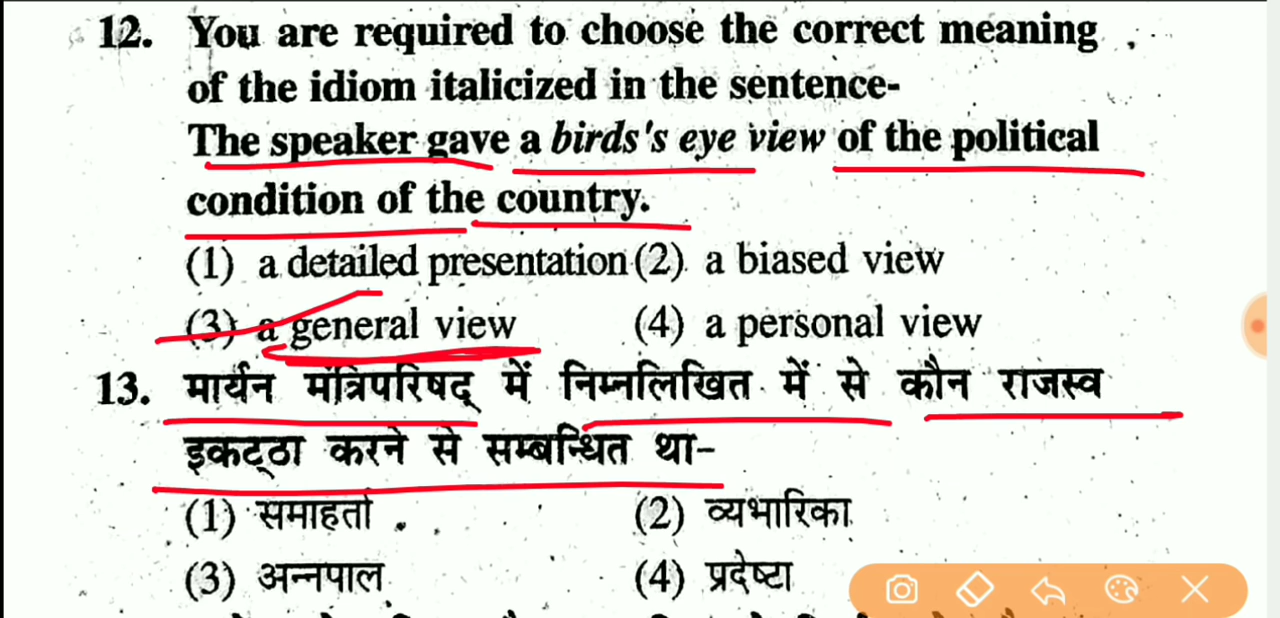 12. You are required to choose the correct meaning
of the idiom italicized in the sentence-
The speaker gave a birds's eye view of the political
condition of the country.
(1) a detailed presentation (2) a biased view
(3) a general view (4) a personal view
13. मार्यन मंत्रिपरिषद् में निम्नलिखित में से कौन राजस्व
इकट्ठा करने से सम्बन्धित था-
(1) समाहर्ता (2) व्यभारिका
(3) अन्नपाल (4) प्रदेष्टा